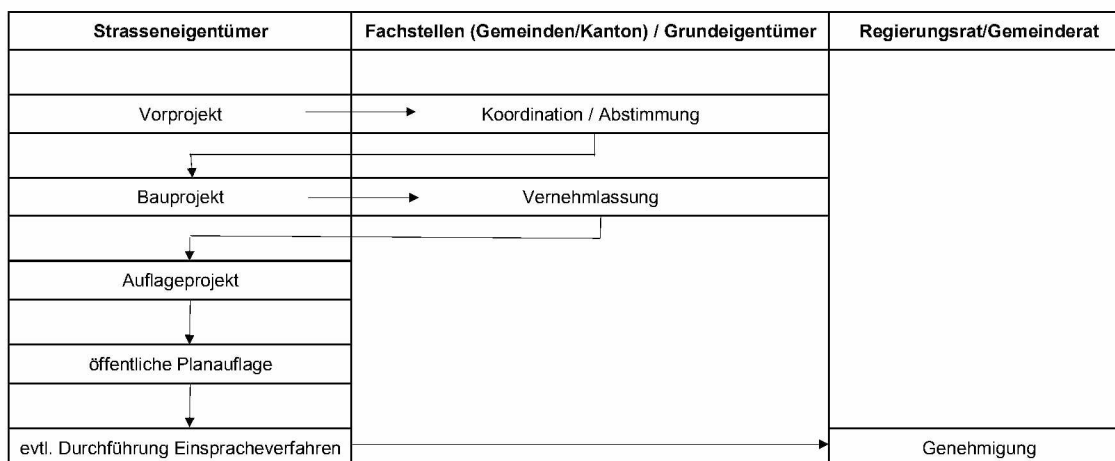 Strasseneigentümer
Fachstellen (Gemeinden/Kanton) / Grundeigentümer
Regierungsrat/Gemeinderat
Vorprojekt
Koordination / Abstimmung
Bauprojekt
Vernehmlassung
Auflageprojekt
öffentliche Planauflage
evtl. Durchführung Einspracheverfahren
Genehmigung